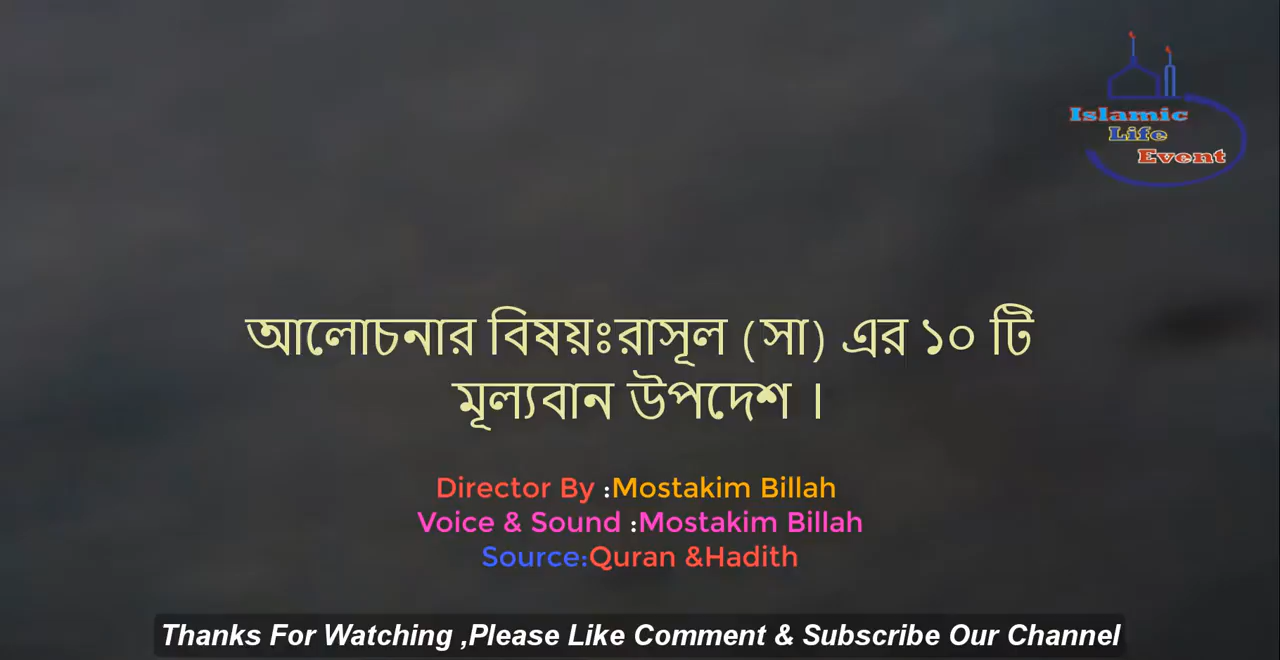 Islamic
Life
Event
আলোচনার বিষয়ঃরাসূল (সা) এর ১০ টি
মূল্যবান উপদেশ ।
Director By :Mostakim Billah
Voice & Sound :Mostakim Billah
Source:Quran &Hadith
Thanks For Watching ,Please Like Comment & Subscribe Our Channel